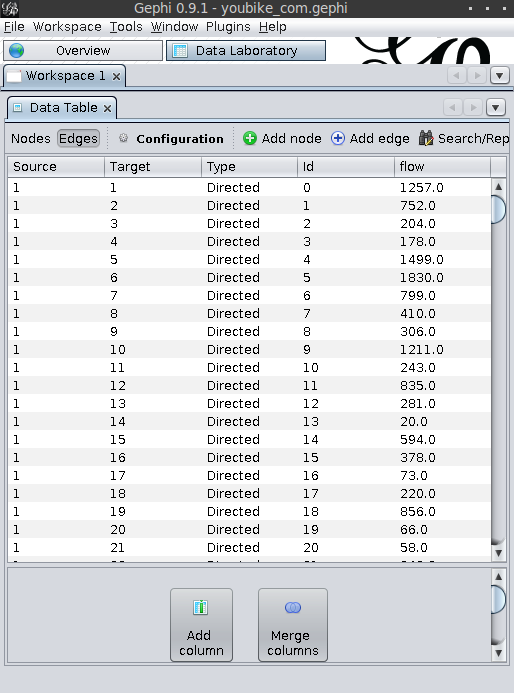 Gephi 0.9.1 - youbike_com.gephi
File Workspace Tools Window Plugins Help
Overview Data Laboratory
Workspace 1
Data Table
Nodes Edges Configuration Add node Add edge Search/Rep
Source Target Type Id flow
1 1 Directed 0 1257.0
1 2 Directed 1 752.0
1 3 Directed 2 204.0
1 4 Directed 3 178.0
1 5 Directed 4 1499.0
1 6 Directed 5 1830.0
1 7 Directed 6 799.0
1 8 Directed 7 410.0
1 9 Directed 8 306.0
1 10 Directed 9 1211.0
1 11 Directed 10 243.0
1 12 Directed 11 835.0
1 13 Directed 12 281.0
1 14 Directed 13 20.0
1 15 Directed 14 594.0
1 16 Directed 15 378.0
1 17 Directed 16 73.0
1 18 Directed 17 220.0
1 19 Directed 18 856.0
1 20 Directed 19 66.0
1 21 Directed 20 58.0
Add column
Merge columns